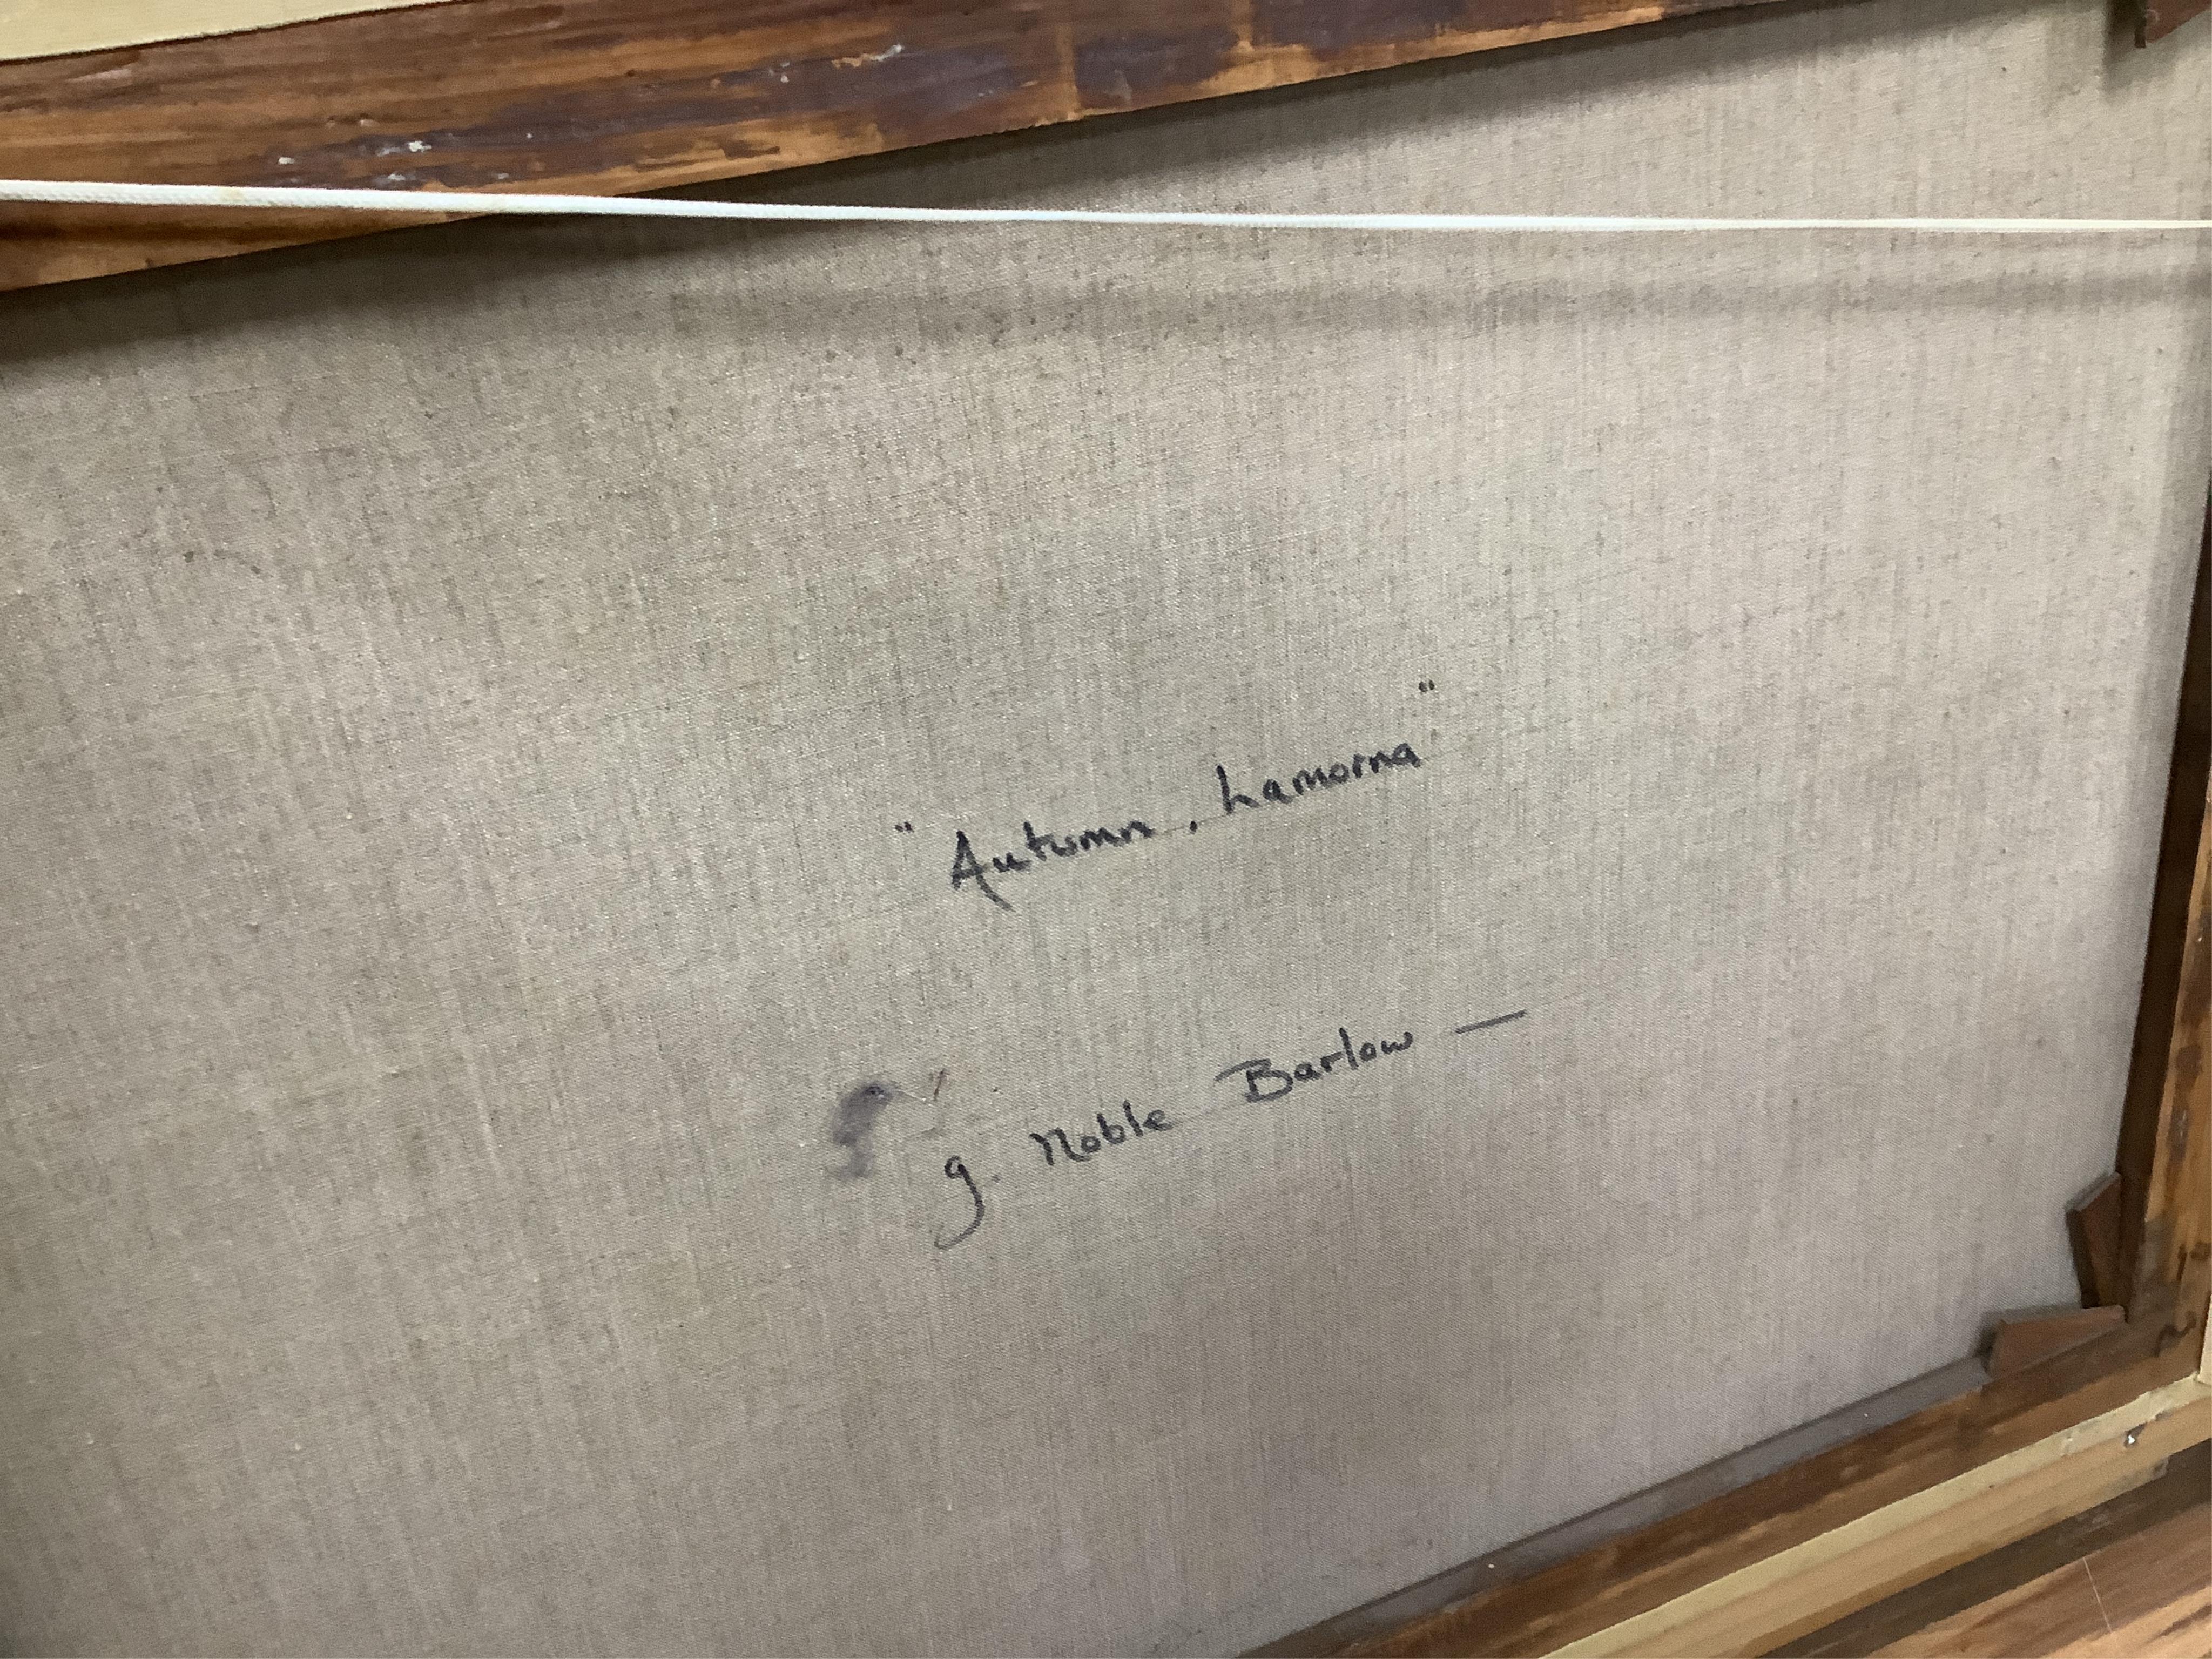 "Autumn, Lamorna"
J. Noble Barlow —